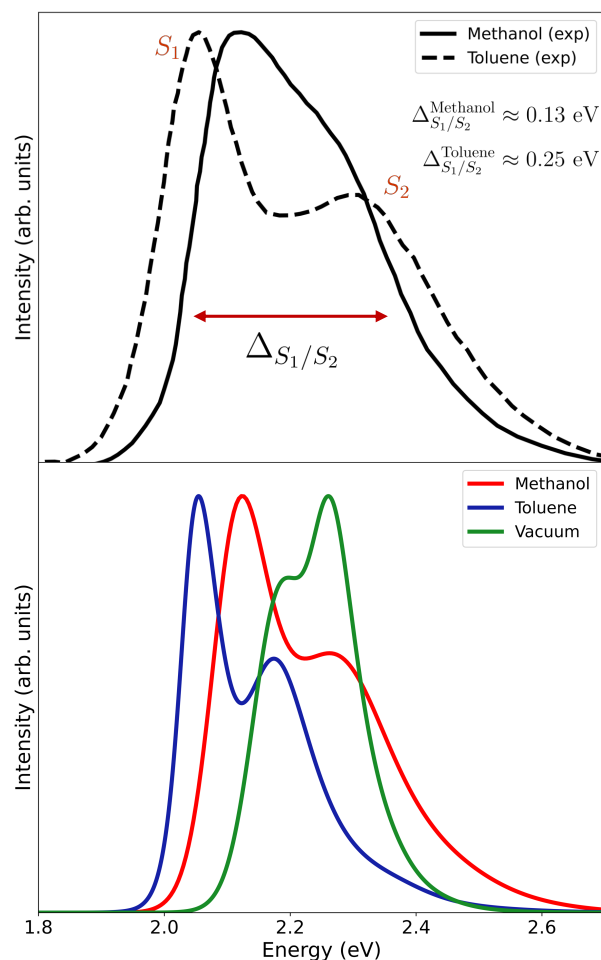 Methanol (exp)
Toluene (exp)
S₁
S₂
Δ^Methanol_S₁/S₂ ≈ 0.13 eV
Δ^Toluene_S₁/S₂ ≈ 0.25 eV
Δ_S₁/S₂
Intensity (arb. units)
Methanol
Toluene
Vacuum
Intensity (arb. units)
1.8 2.0 2.2 2.4 2.6
Energy (eV)